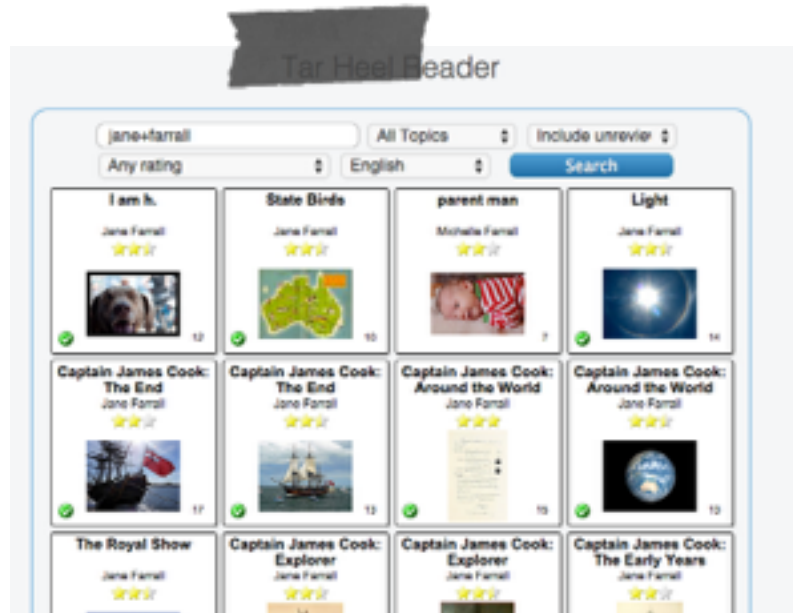 Tar Heel Reader
jane+farrall
All Topics
Include unreviev
Any rating
English
Search
I am h.
Jane Farrall
12
State Birds
Jane Farrall
10
parent man
Michelle Farrall
7
Light
Jane Farrall
14
Captain James Cook:
The End
Jane Farrall
17
Captain James Cook:
The End
Jane Farrall
13
Captain James Cook:
Around the World
Jane Farrall
15
Captain James Cook:
Around the World
Jane Farrall
13
The Royal Show
Jane Farrall
Captain James Cook:
Explorer
Jane Farrall
Captain James Cook:
Explorer
Jane Farrall
Captain James Cook:
The Early Years
Jane Farrall